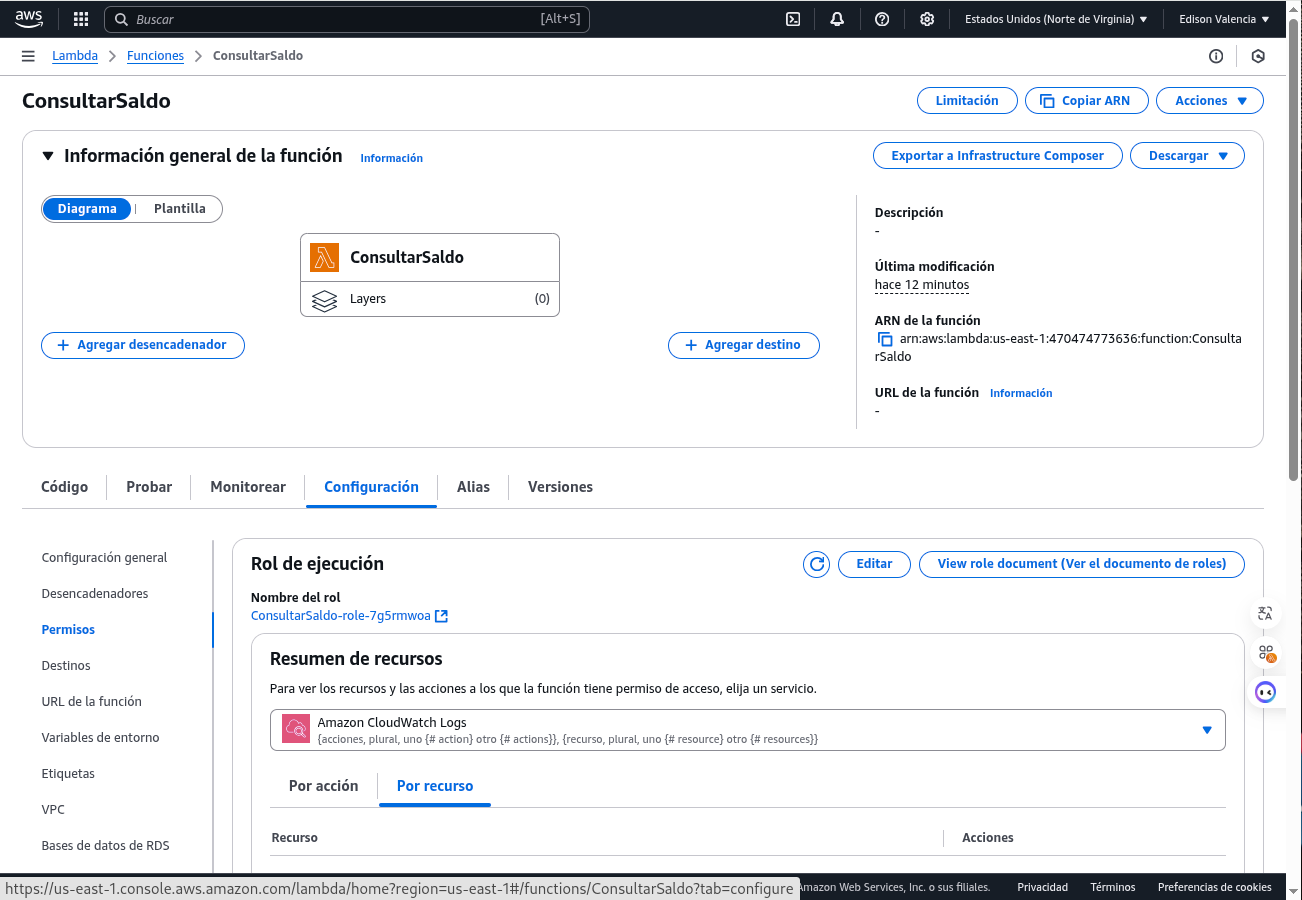 aws
Buscar [Alt+S] Estados Unidos (Norte de Virginia) ▼ Edison Valencia ▼
Lambda > Funciones > ConsultarSaldo
ConsultarSaldo
Limitación Copiar ARN Acciones ▼
▼ Información general de la función Información
Exportar a Infrastructure Composer Descargar ▼
Diagrama | Plantilla
ConsultarSaldo
Layers (0)
+ Agregar desencadenador
+ Agregar destino
Descripción
-
Última modificación
hace 12 minutos
ARN de la función
arn:aws:lambda:us-east-1:470474773636:function:Consulta
rSaldo
URL de la función Información
-
Código Probar Monitorear Configuración Alias Versiones
Configuración general
Desencadenadores
Permisos
Destinos
URL de la función
Variables de entorno
Etiquetas
VPC
Bases de datos de RDS
Rol de ejecución
Editar View role document (Ver el documento de roles)
Nombre del rol
ConsultarSaldo-role-7g5rmwoa
Resumen de recursos
Para ver los recursos y las acciones a los que la función tiene permiso de acceso, elija un servicio.
Amazon CloudWatch Logs
{acciones, plural, uno {# action} otro {# actions}}, {recurso, plural, uno {# resource} otro {# resources}}
Por acción Por recurso
Recurso Acciones
https://us-east-1.console.aws.amazon.com/lambda/home?region=us-east-1#/functions/ConsultarSaldo?tab=configure
Amazon Web Services, Inc. o sus filiales. Privacidad Términos Preferencias de cookies